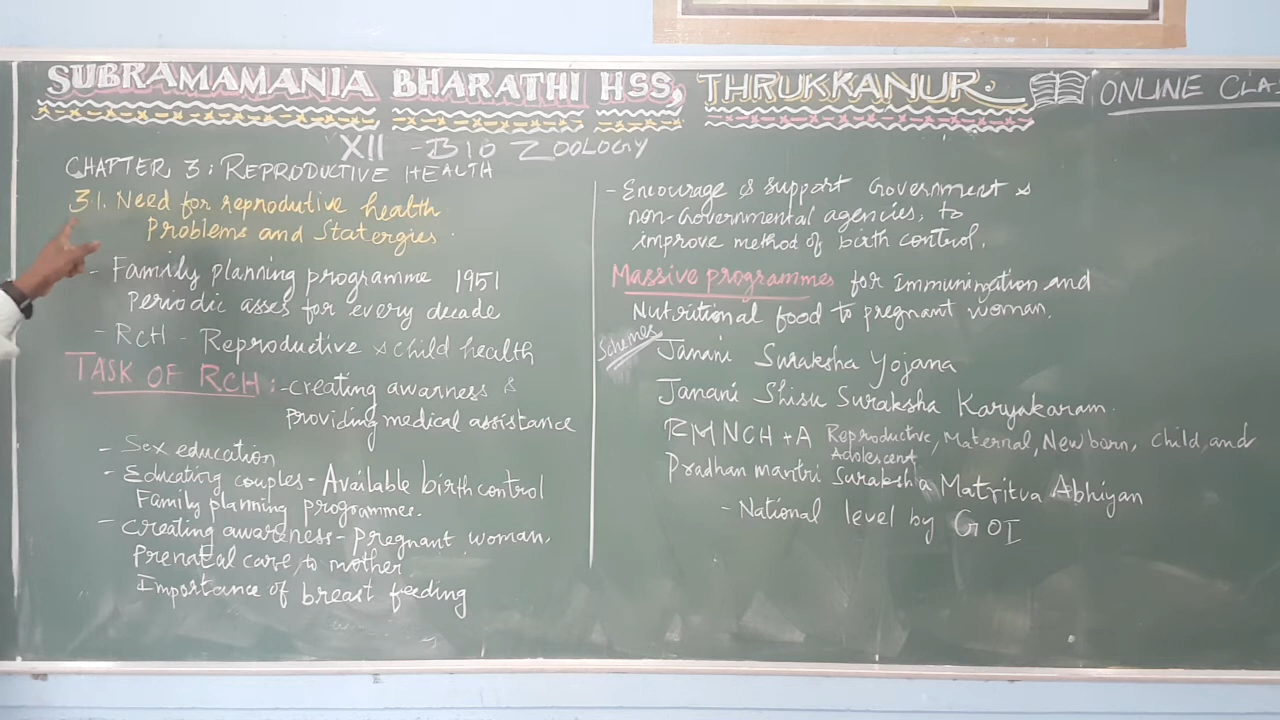 SUBRAMAMANIA BHARATHI HSS, THRUKKANUR. ONLINE CLA
XII - BIO ZOOLOGY
CHAPTER 3: REPRODUCTIVE HEALTH
3.1. Need for reprodutive health
Problems and Statergies.
- Family planning programme 1951
Periodic asses for every decade
- RCH - Reproductive & child health
TASK OF RCH: - creating awarness &
providing medical assistance
- Sex education
- Educating couples - Available birth control
Family planning programmes.
- creating awareness - pregnant woman,
prenatal care to mother
Importance of breast feeding
- Encourage & support Government &
non-Governmental agencies, to
improve method of birth control.
Massive programmes for immunization and
Nutritional food to pregnant woman.
Schemes
Janani Suraksha Yojana
Janani Shisu Suraksha Karyakaram.
RMNCH+A Reproductive, Maternal, New born, child, and
Adolescent
Pradhan mantri Suraksha Matritva Abhiyan
- National level by GOI